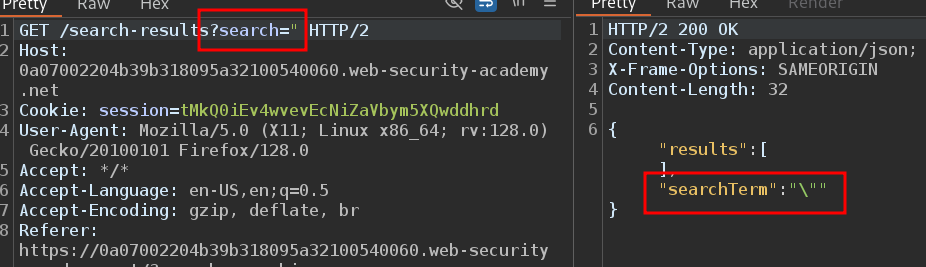 Pretty Raw Hex \n
Pretty Raw Hex Render
1 GET /search-results?search=" HTTP/2
2 Host:
0a07002204b39b318095a32100540060.web-security-academy
.net
3 Cookie: session=tMkQ0iEv4wvevEcNiZaVbym5XQwddhrd
4 User-Agent: Mozilla/5.0 (X11; Linux x86_64; rv:128.0)
Gecko/20100101 Firefox/128.0
5 Accept: */*
6 Accept-Language: en-US,en;q=0.5
7 Accept-Encoding: gzip, deflate, br
8 Referer:
https://0a07002204b39b318095a32100540060.web-security
1 HTTP/2 200 OK
2 Content-Type: application/json;
3 X-Frame-Options: SAMEORIGIN
4 Content-Length: 32
5
6 {
"results":[
],
"searchTerm":"\""
}